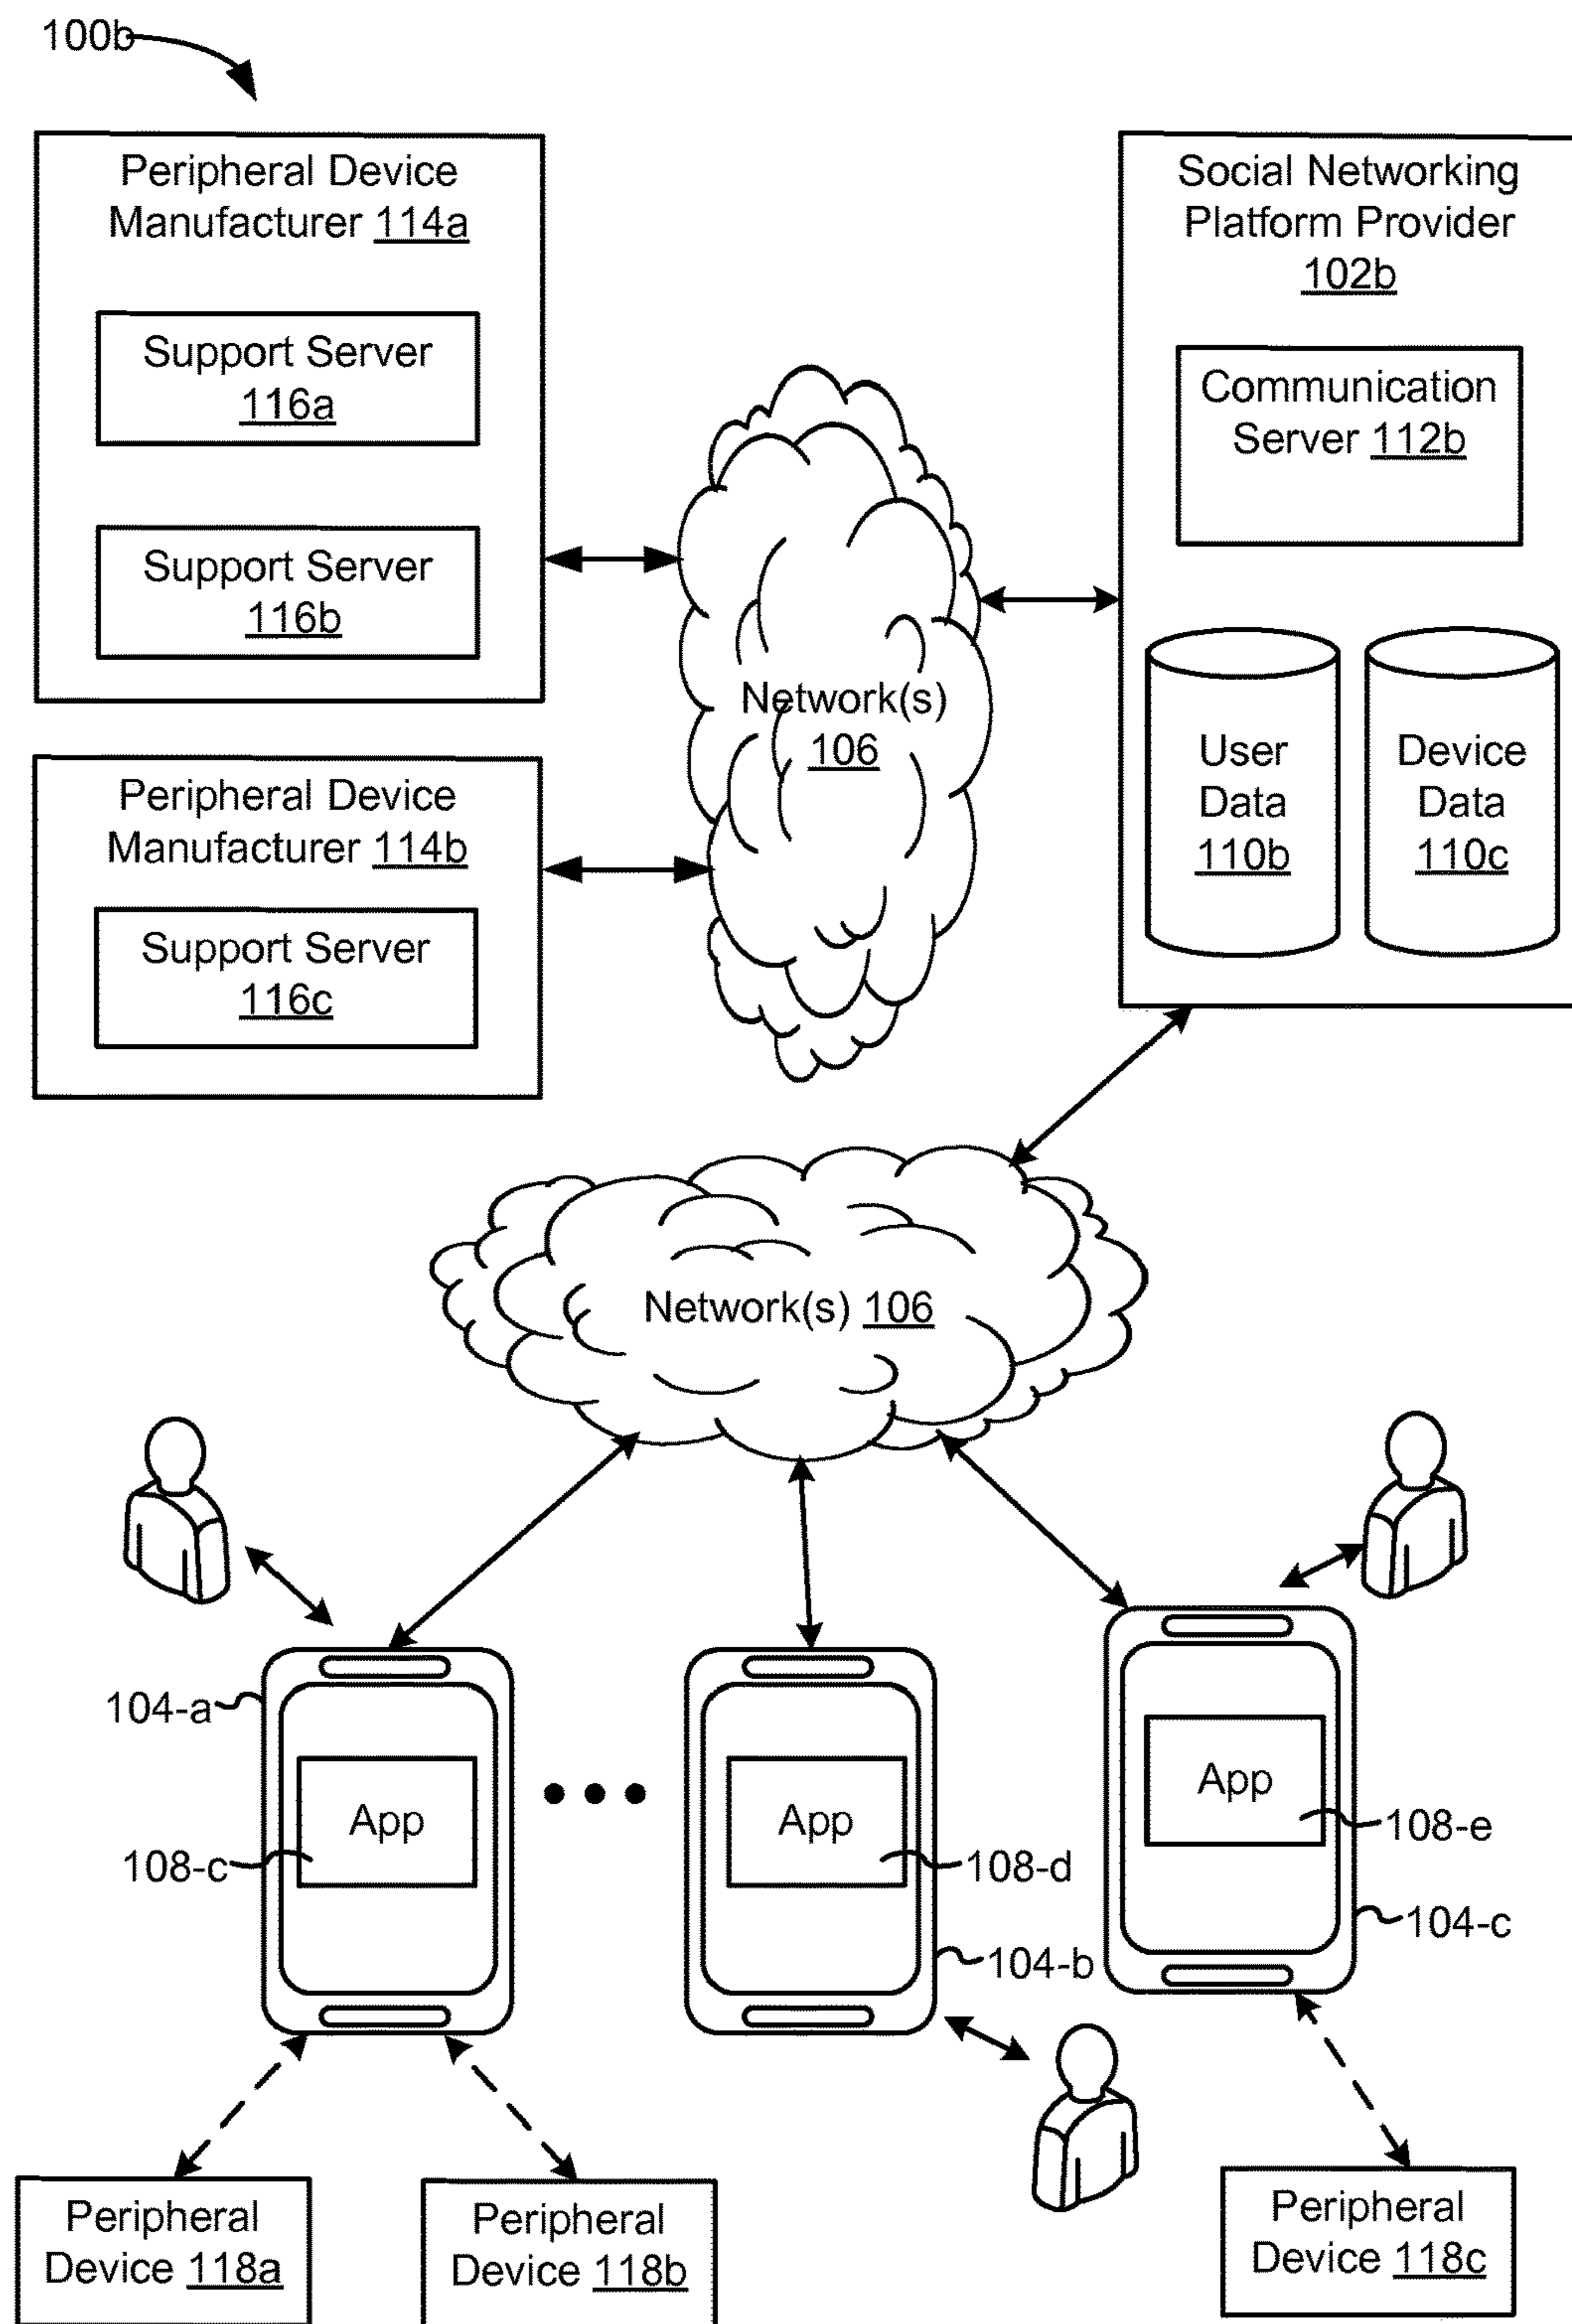 100b
Peripheral Device
Manufacturer 114a
Support Server
116a
Support Server
116b
Social Networking
Platform Provider
102b
Communication
Server 112b
User
Data
110b
Device
Data
110c
Network(s)
106
Peripheral Device
Manufacturer 114b
Support Server
116c
Network(s) 106
104-a
App
108-c
App
108-d
104-b
App
108-e
104-c
Peripheral
Device 118a
Peripheral
Device 118b
Peripheral
Device 118c